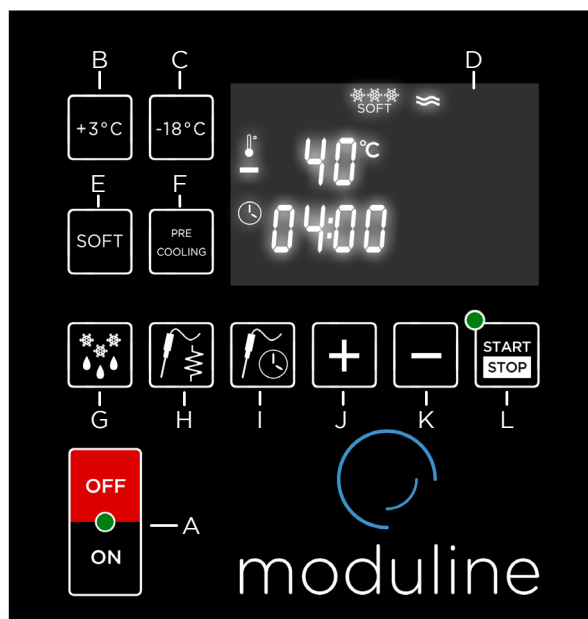 B
C
D
+3°C
-18°C
SOFT
-40°C
04:00
E
F
SOFT
PRE
COOLING
START
STOP
G
H
I
J
K
L
OFF
ON
A
moduline